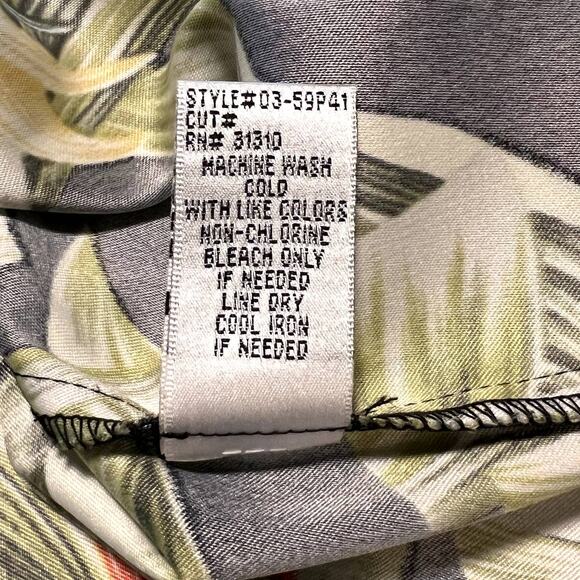 STYLE#03-59P41
CUT#
RN# 31310
MACHINE WASH
COLD
WITH LIKE COLORS
NON-CHLORINE
BLEACH ONLY
IF NEEDED
LINE DRY
COOL IRON
IF NEEDED